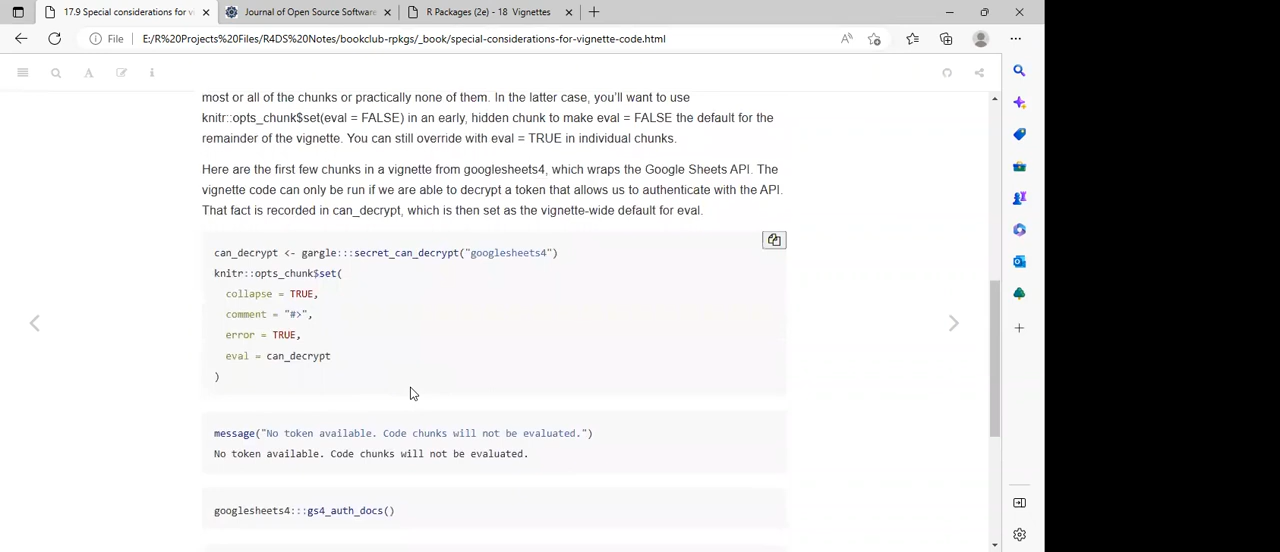 17.9 Special considerations for vi
Journal of Open Source Software
R Packages (2e) - 18 Vignettes
File
E:/R%20Projects%20Files/R4DS%20Notes/bookclub-rpkgs/_book/special-considerations-for-vignette-code.html
most or all of the chunks or practically none of them. In the latter case, you’ll want to use
knitr::opts_chunk$set(eval = FALSE) in an early, hidden chunk to make eval = FALSE the default for the
remainder of the vignette. You can still override with eval = TRUE in individual chunks.
Here are the first few chunks in a vignette from googlesheets4, which wraps the Google Sheets API. The
vignette code can only be run if we are able to decrypt a token that allows us to authenticate with the API.
That fact is recorded in can_decrypt, which is then set as the vignette-wide default for eval.
can_decrypt <- gargle:::secret_can_decrypt("googlesheets4")
knitr::opts_chunk$set(
collapse = TRUE,
comment = "#>",
error = TRUE,
eval = can_decrypt
)
message("No token available. Code chunks will not be evaluated.")
No token available. Code chunks will not be evaluated.
googlesheets4:::gs4_auth_docs()